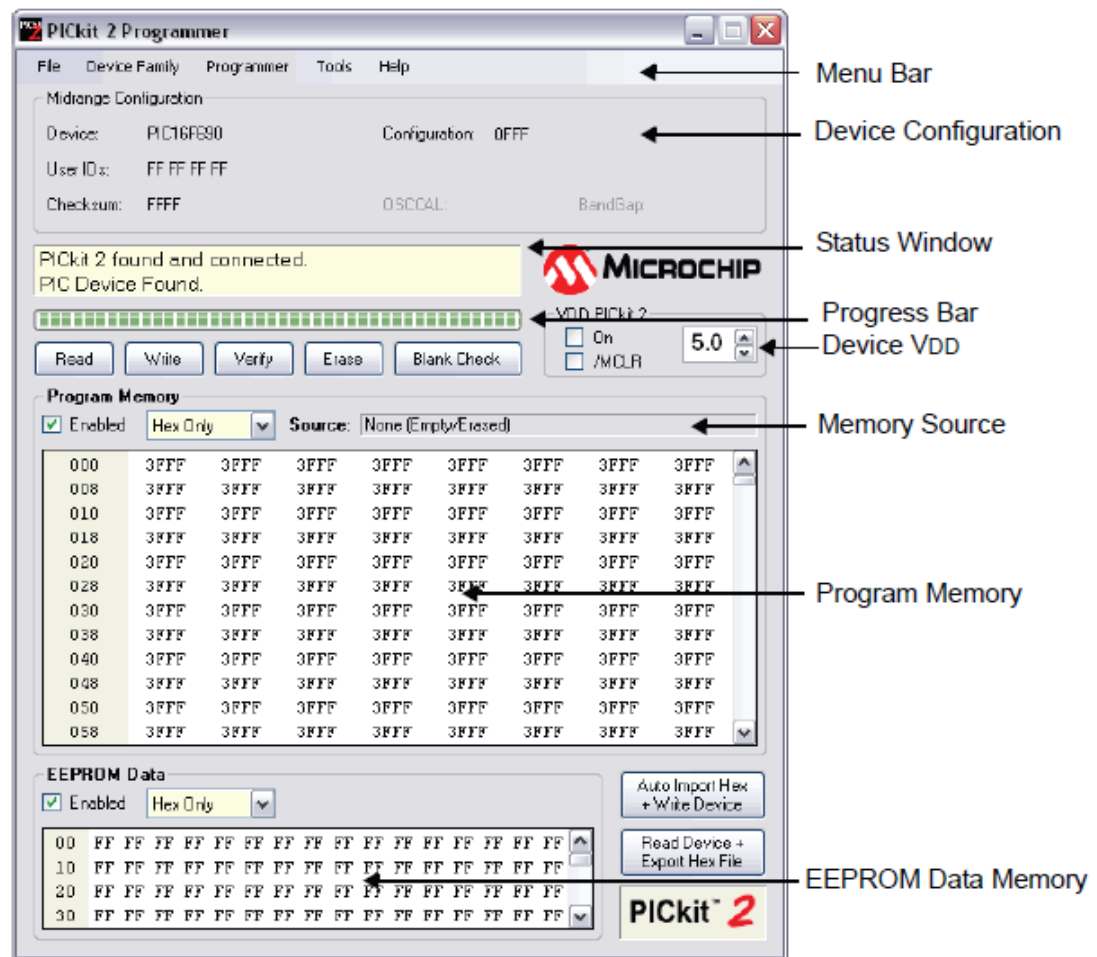 PICkit 2 Programmer
File Device Family Programmer Tools Help
Menu Bar
Midrange Configuration
Device: PIC16F690 Configuration: 0FFF
Device Configuration
User IDs: FF FF FF FF
Checksum: FFFF OSCCAL: BandGap:
Status Window
PICkit 2 found and connected.
PIC Device Found.
MICROCHIP
Progress Bar
VDD PICkit 2
On
/MCLR
5.0
Device VDD
Read Write Verify Erase Blank Check
Program Memory
Enabled Hex Only Source: None (Empty/Erased)
Memory Source
000 3FFF 3FFF 3FFF 3FFF 3FFF 3FFF 3FFF 3FFF
008 3FFF 3FFF 3FFF 3FFF 3FFF 3FFF 3FFF 3FFF
010 3FFF 3FFF 3FFF 3FFF 3FFF 3FFF 3FFF 3FFF
018 3FFF 3FFF 3FFF 3FFF 3FFF 3FFF 3FFF 3FFF
020 3FFF 3FFF 3FFF 3FFF 3FFF 3FFF 3FFF 3FFF
028 3FFF 3FFF 3FFF 3FFF 3FFF 3FFF 3FFF 3FFF
030 3FFF 3FFF 3FFF 3FFF 3FFF 3FFF 3FFF 3FFF
038 3FFF 3FFF 3FFF 3FFF 3FFF 3FFF 3FFF 3FFF
040 3FFF 3FFF 3FFF 3FFF 3FFF 3FFF 3FFF 3FFF
048 3FFF 3FFF 3FFF 3FFF 3FFF 3FFF 3FFF 3FFF
050 3FFF 3FFF 3FFF 3FFF 3FFF 3FFF 3FFF 3FFF
058 3FFF 3FFF 3FFF 3FFF 3FFF 3FFF 3FFF 3FFF
Program Memory
EEPROM Data
Enabled Hex Only
00 FF FF FF FF FF FF FF FF FF FF FF FF FF FF FF FF
10 FF FF FF FF FF FF FF FF FF FF FF FF FF FF FF FF
20 FF FF FF FF FF FF FF FF FF FF FF FF FF FF FF FF
30 FF FF FF FF FF FF FF FF FF FF FF FF FF FF FF FF
Auto Import Hex
+ Write Device
Read Device +
Export Hex File
EEPROM Data Memory
PICkit™ 2